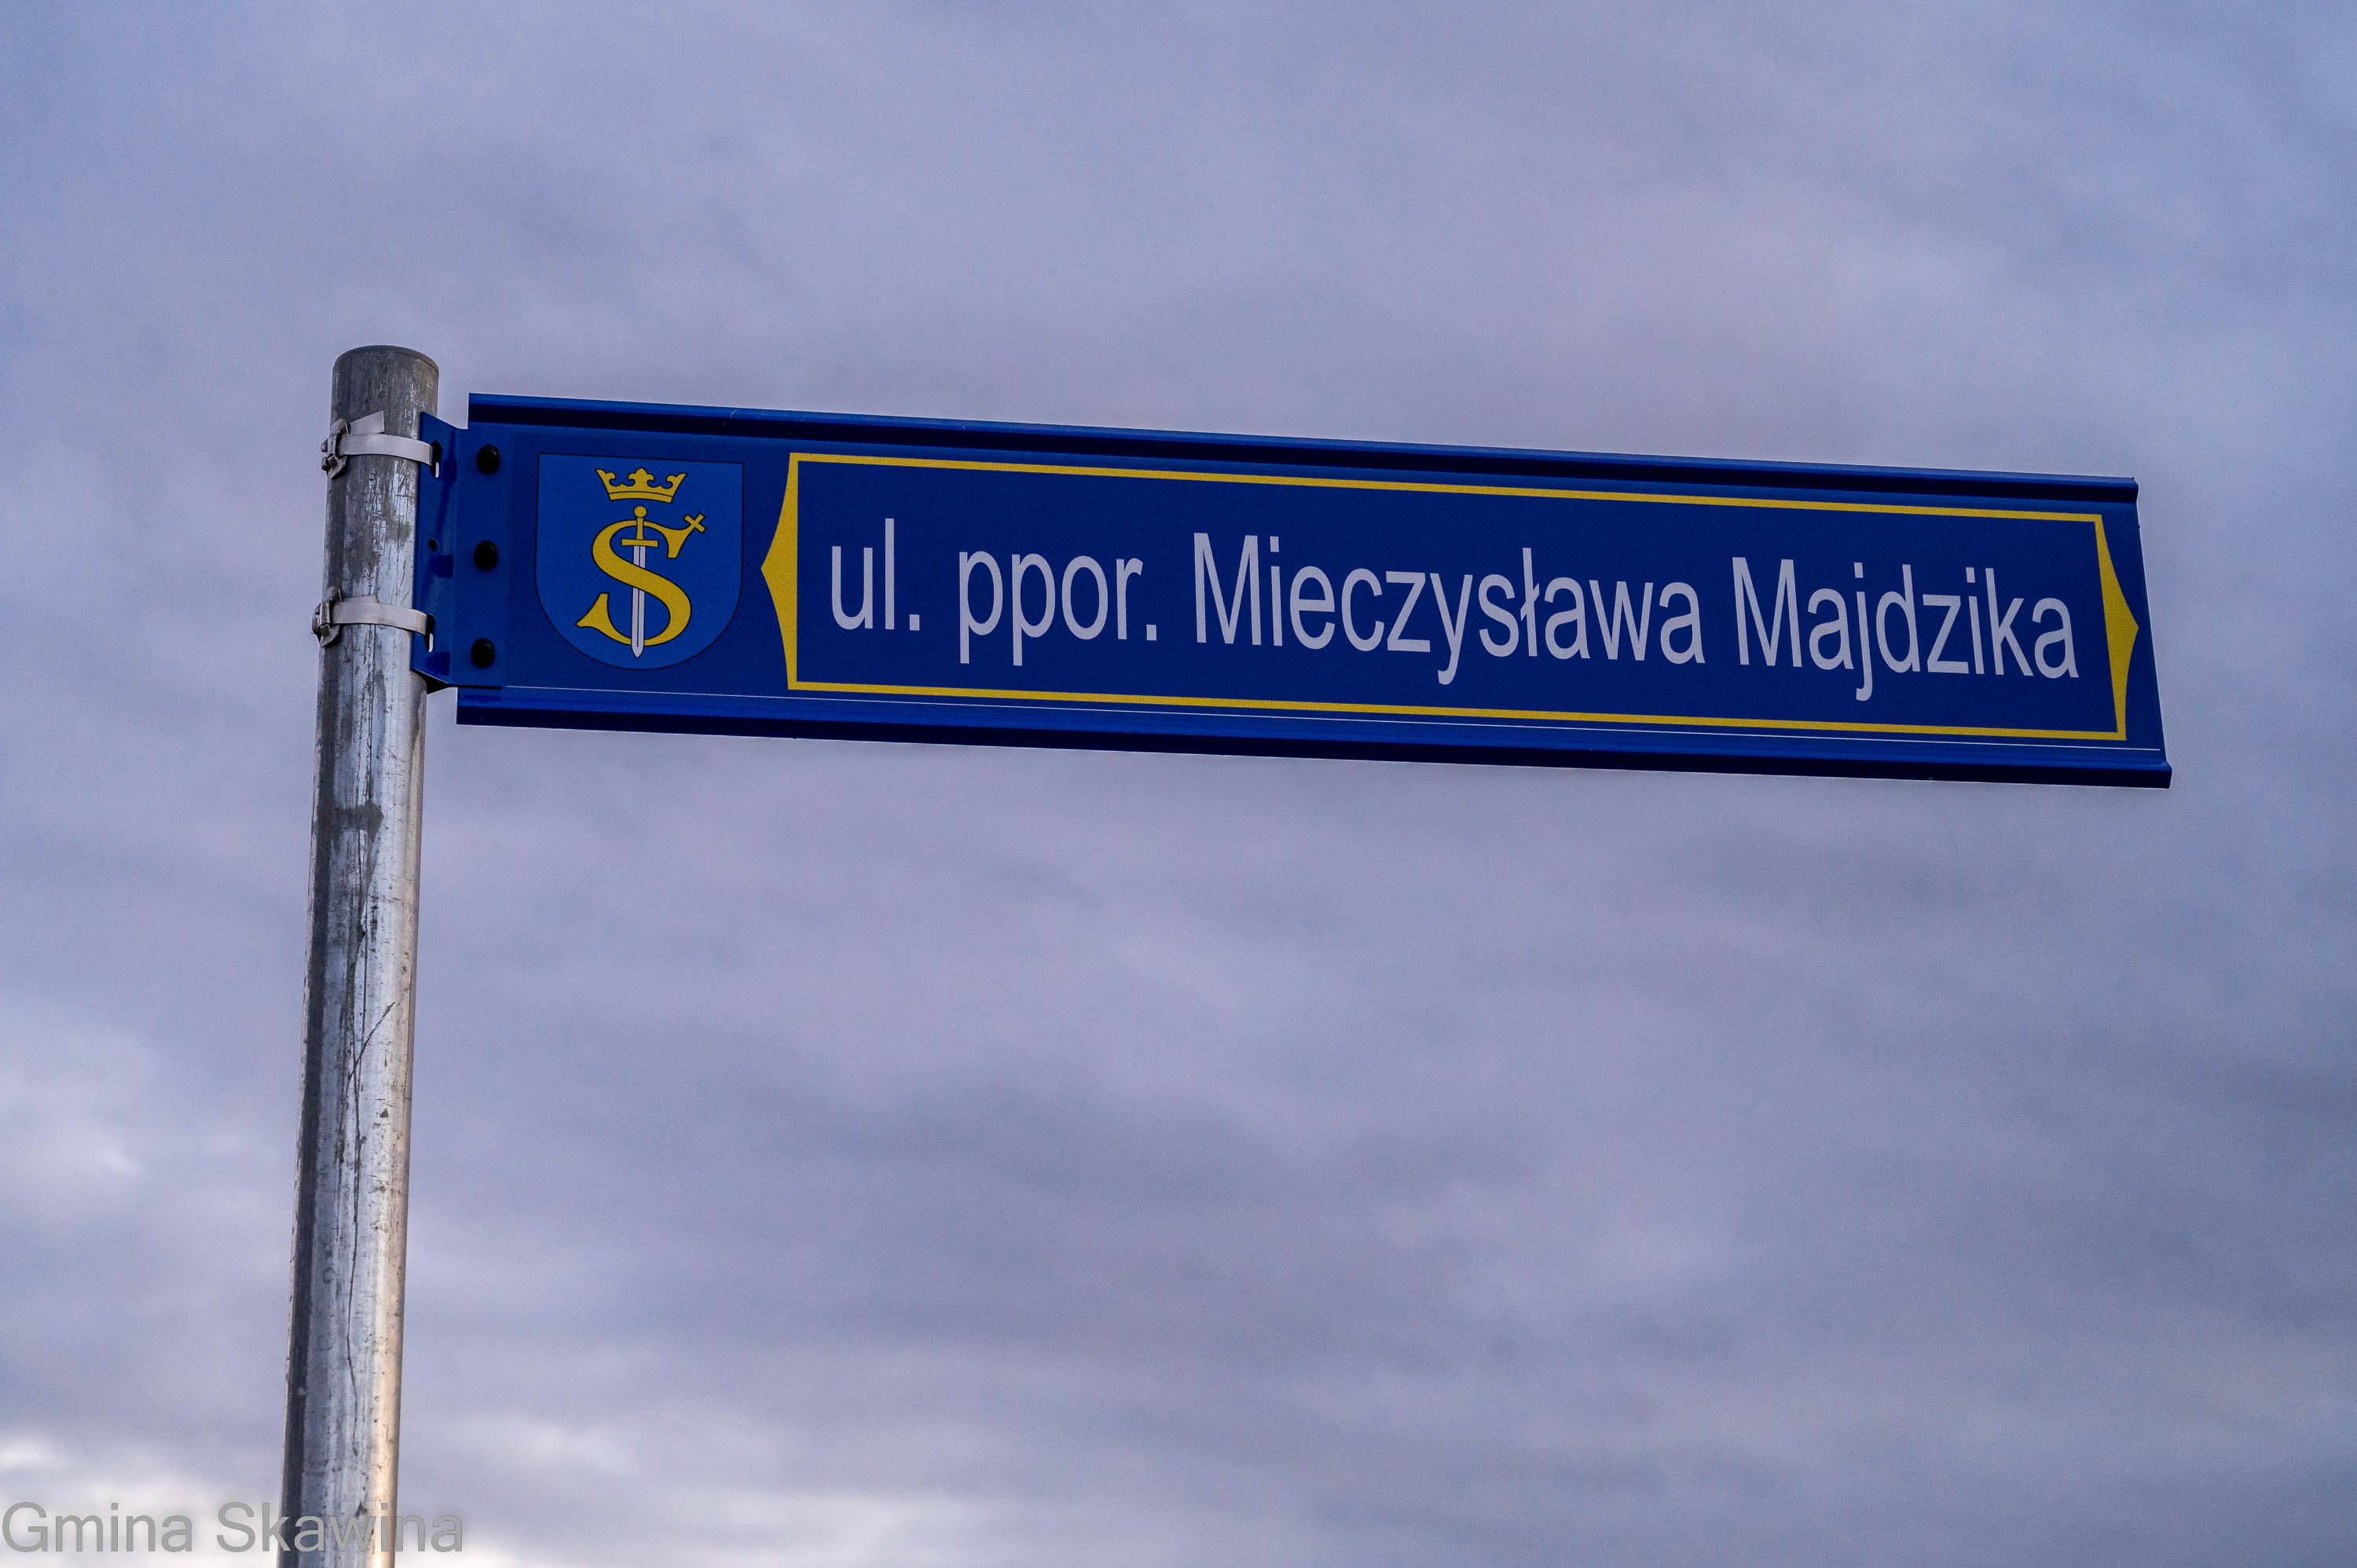 ul. ppor. Mieczysława Majdzika
Gmina Skawina